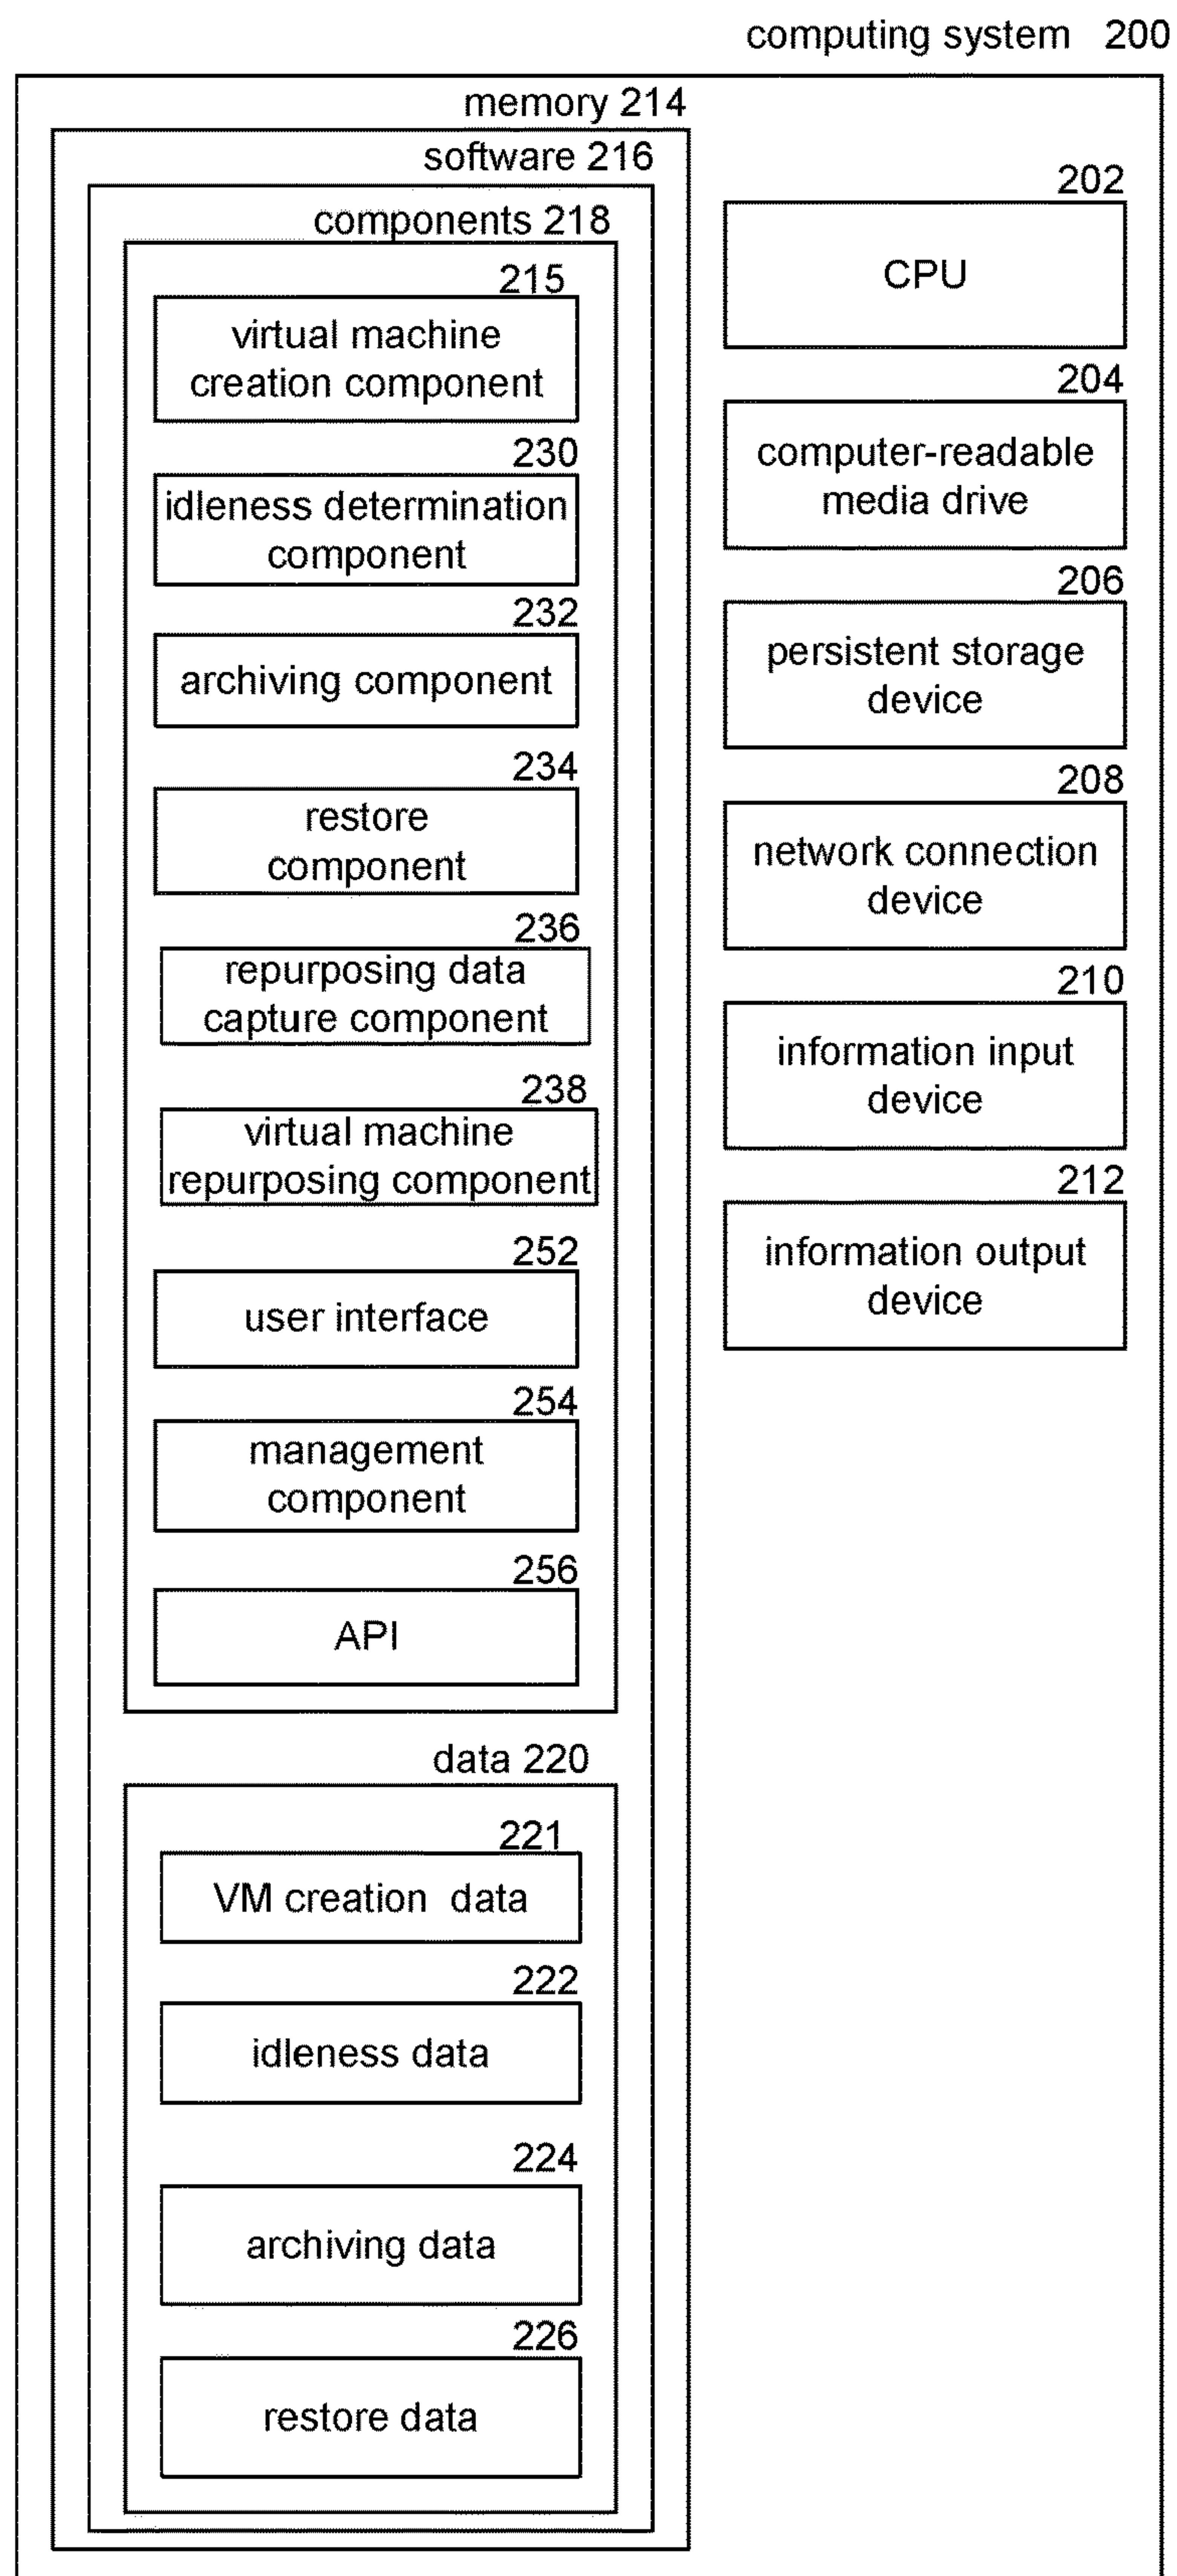 computing system 200
memory 214
software 216
components 218
215
virtual machine
creation component
230
idleness determination
component
232
archiving component
234
restore
component
236
repurposing data
capture component
238
virtual machine
repurposing component
252
user interface
254
management
component
256
API
data 220
221
VM creation data
222
idleness data
224
archiving data
226
restore data
202
CPU
204
computer-readable
media drive
206
persistent storage
device
208
network connection
device
210
information input
device
212
information output
device